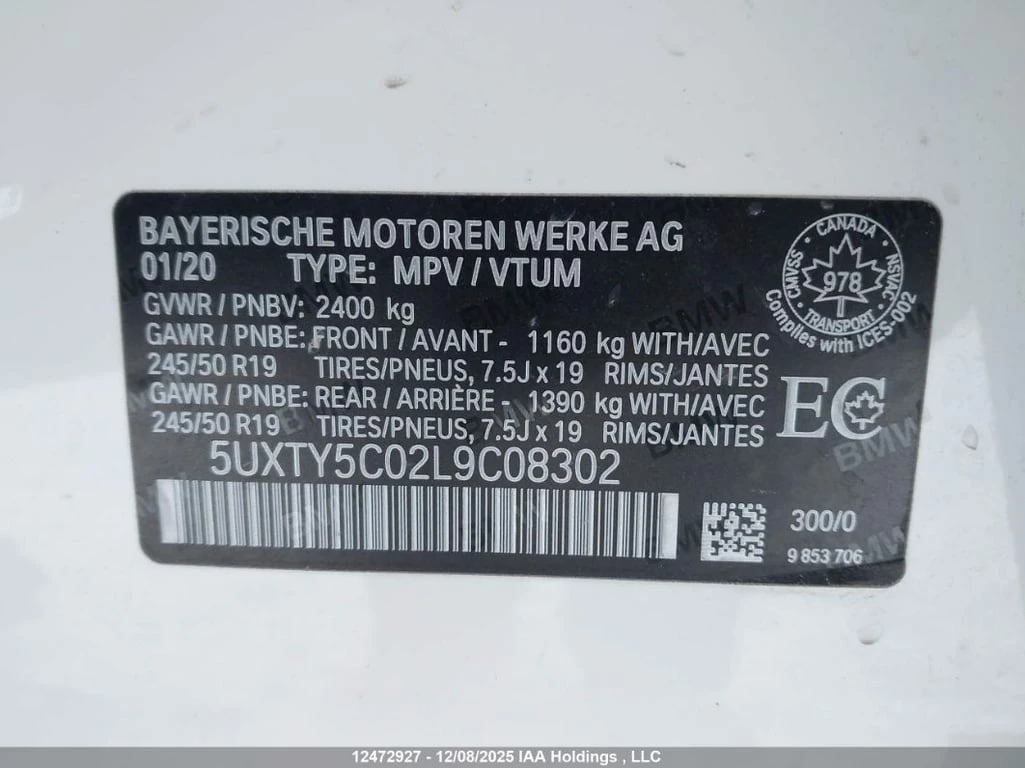 BAYERISCHE MOTOREN WERKE AG
01/20 TYPE: MPV / VTUM
GVWR / PNBV: 2400 kg
GAWR / PNBE: FRONT / AVANT - 1160 kg WITH/AVEC
245/50 R19 TIRES/PNEUS, 7.5J x 19 RIMS/JANTES
GAWR / PNBE: REAR / ARRIÈRE - 1390 kg WITH/AVEC
245/50 R19 TIRES/PNEUS, 7.5J x 19 RIMS/JANTES
5UXTY5C02L9C08302
CANADA
CMVSS 978 NSVAC
TRANSPORT
Complies with ICES-002
EC
300/0
9 853 706
12472927 - 12/08/2025 IAA Holdings , LLC